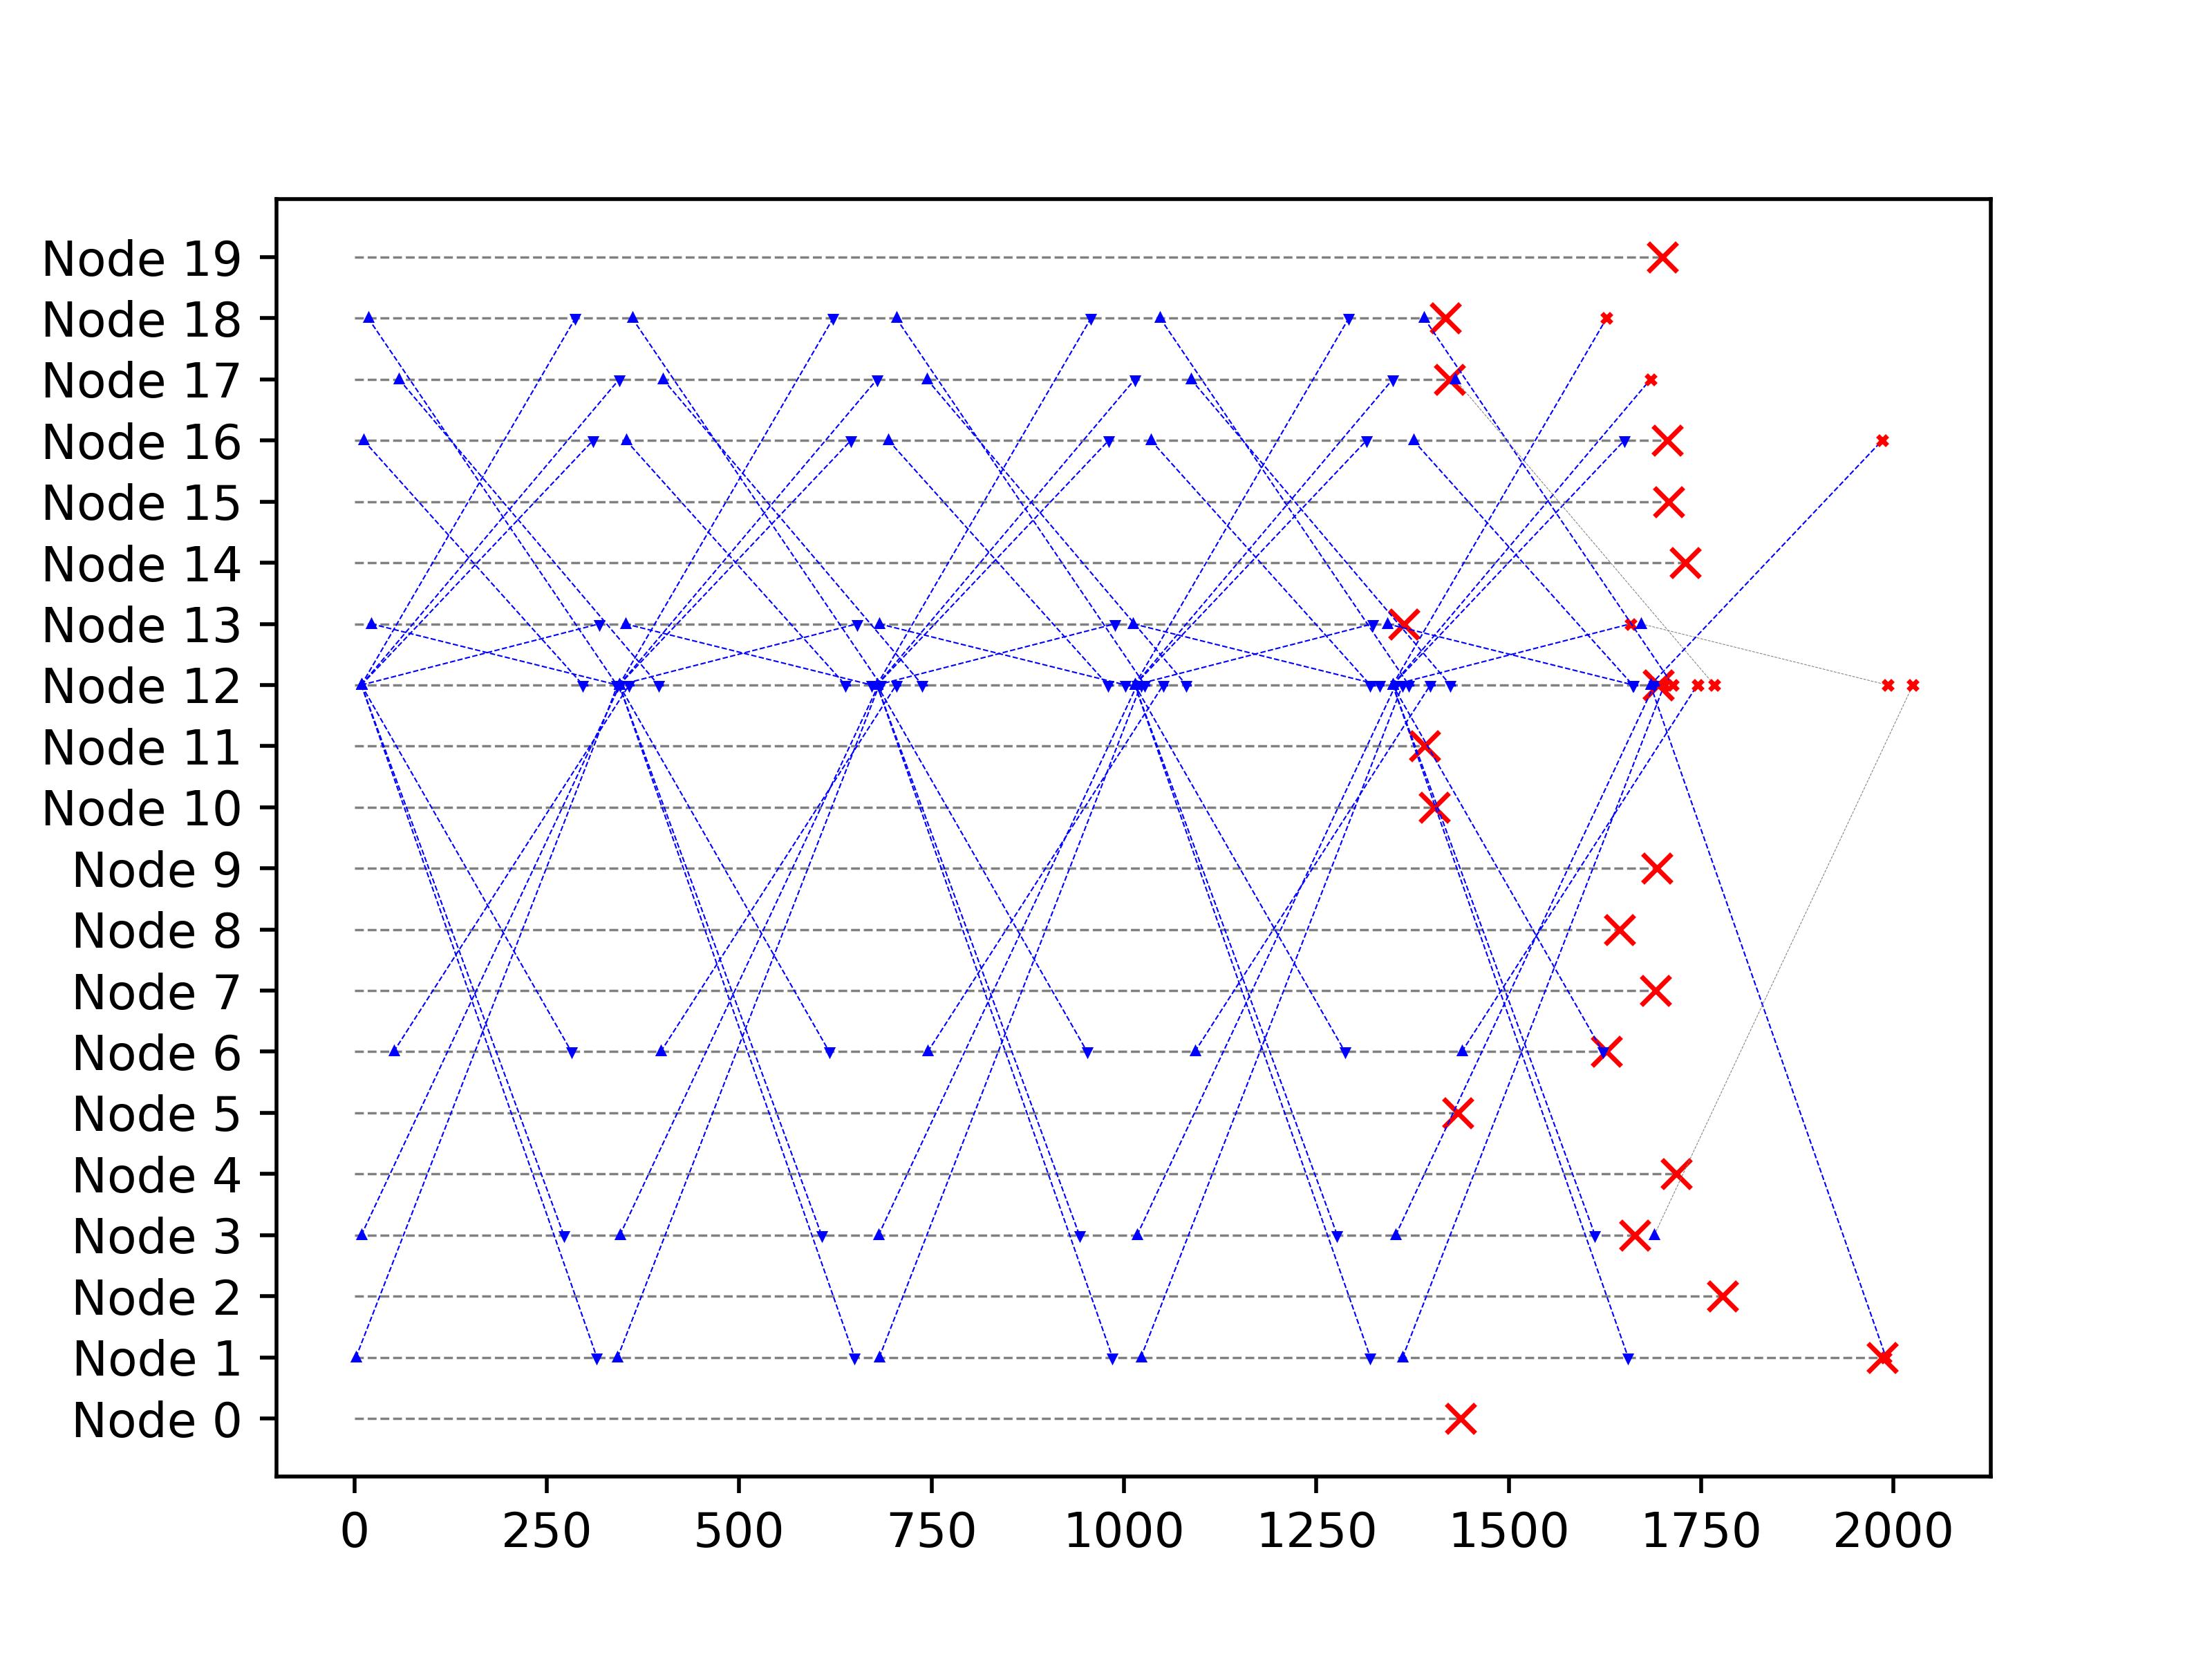 Node 19
Node 18
Node 17
Node 16
Node 15
Node 14
Node 13
Node 12
Node 11
Node 10
Node 9
Node 8
Node 7
Node 6
Node 5
Node 4
Node 3
Node 2
Node 1
Node 0
0 250 500 750 1000 1250 1500 1750 2000